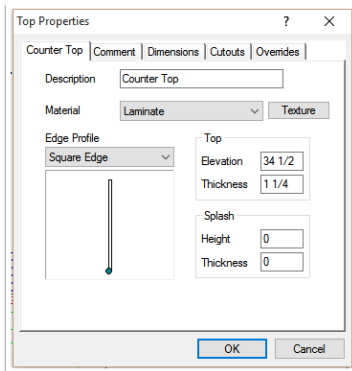 Top Properties ? X
Counter Top Comment Dimensions Cutouts Overrides
Description Counter Top
Material Laminate Texture
Edge Profile
Square Edge
Top
Elevation 34 1/2
Thickness 1 1/4
Splash
Height 0
Thickness 0
OK Cancel